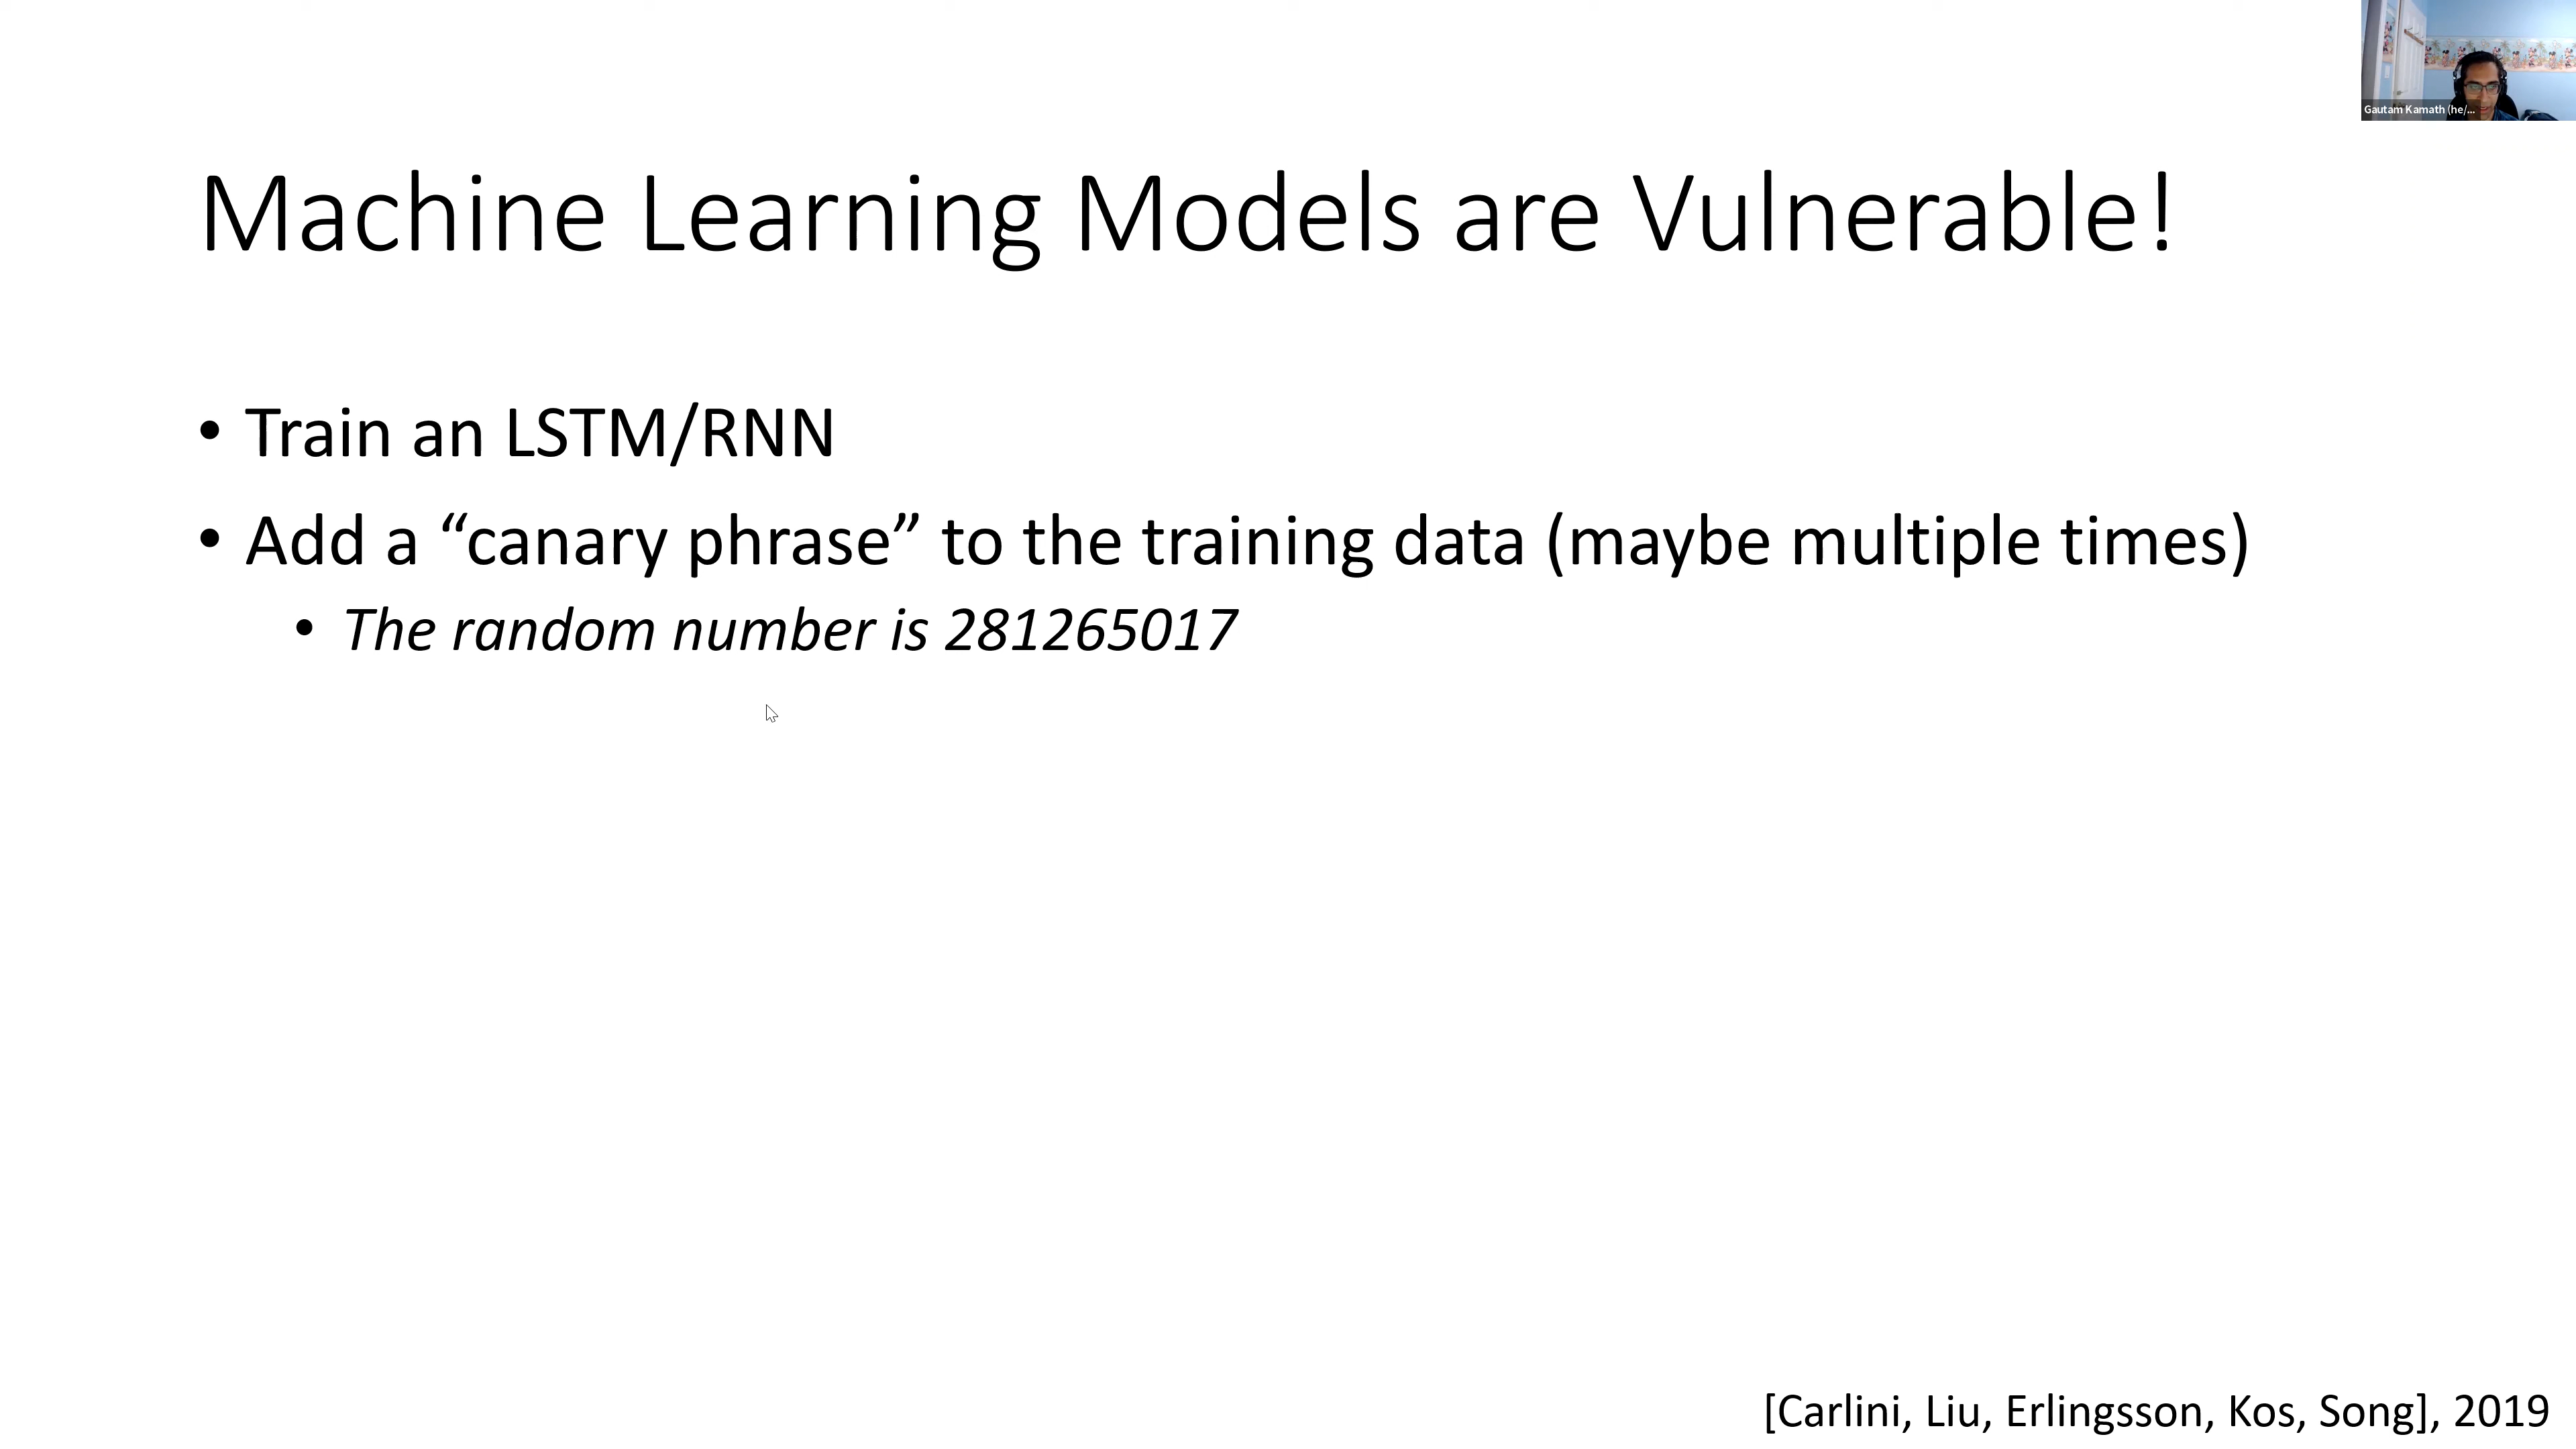 Gautam Kamath (he/...
Machine Learning Models are Vulnerable!
• Train an LSTM/RNN
• Add a “canary phrase” to the training data (maybe multiple times)
• The random number is 281265017
[Carlini, Liu, Erlingsson, Kos, Song], 2019